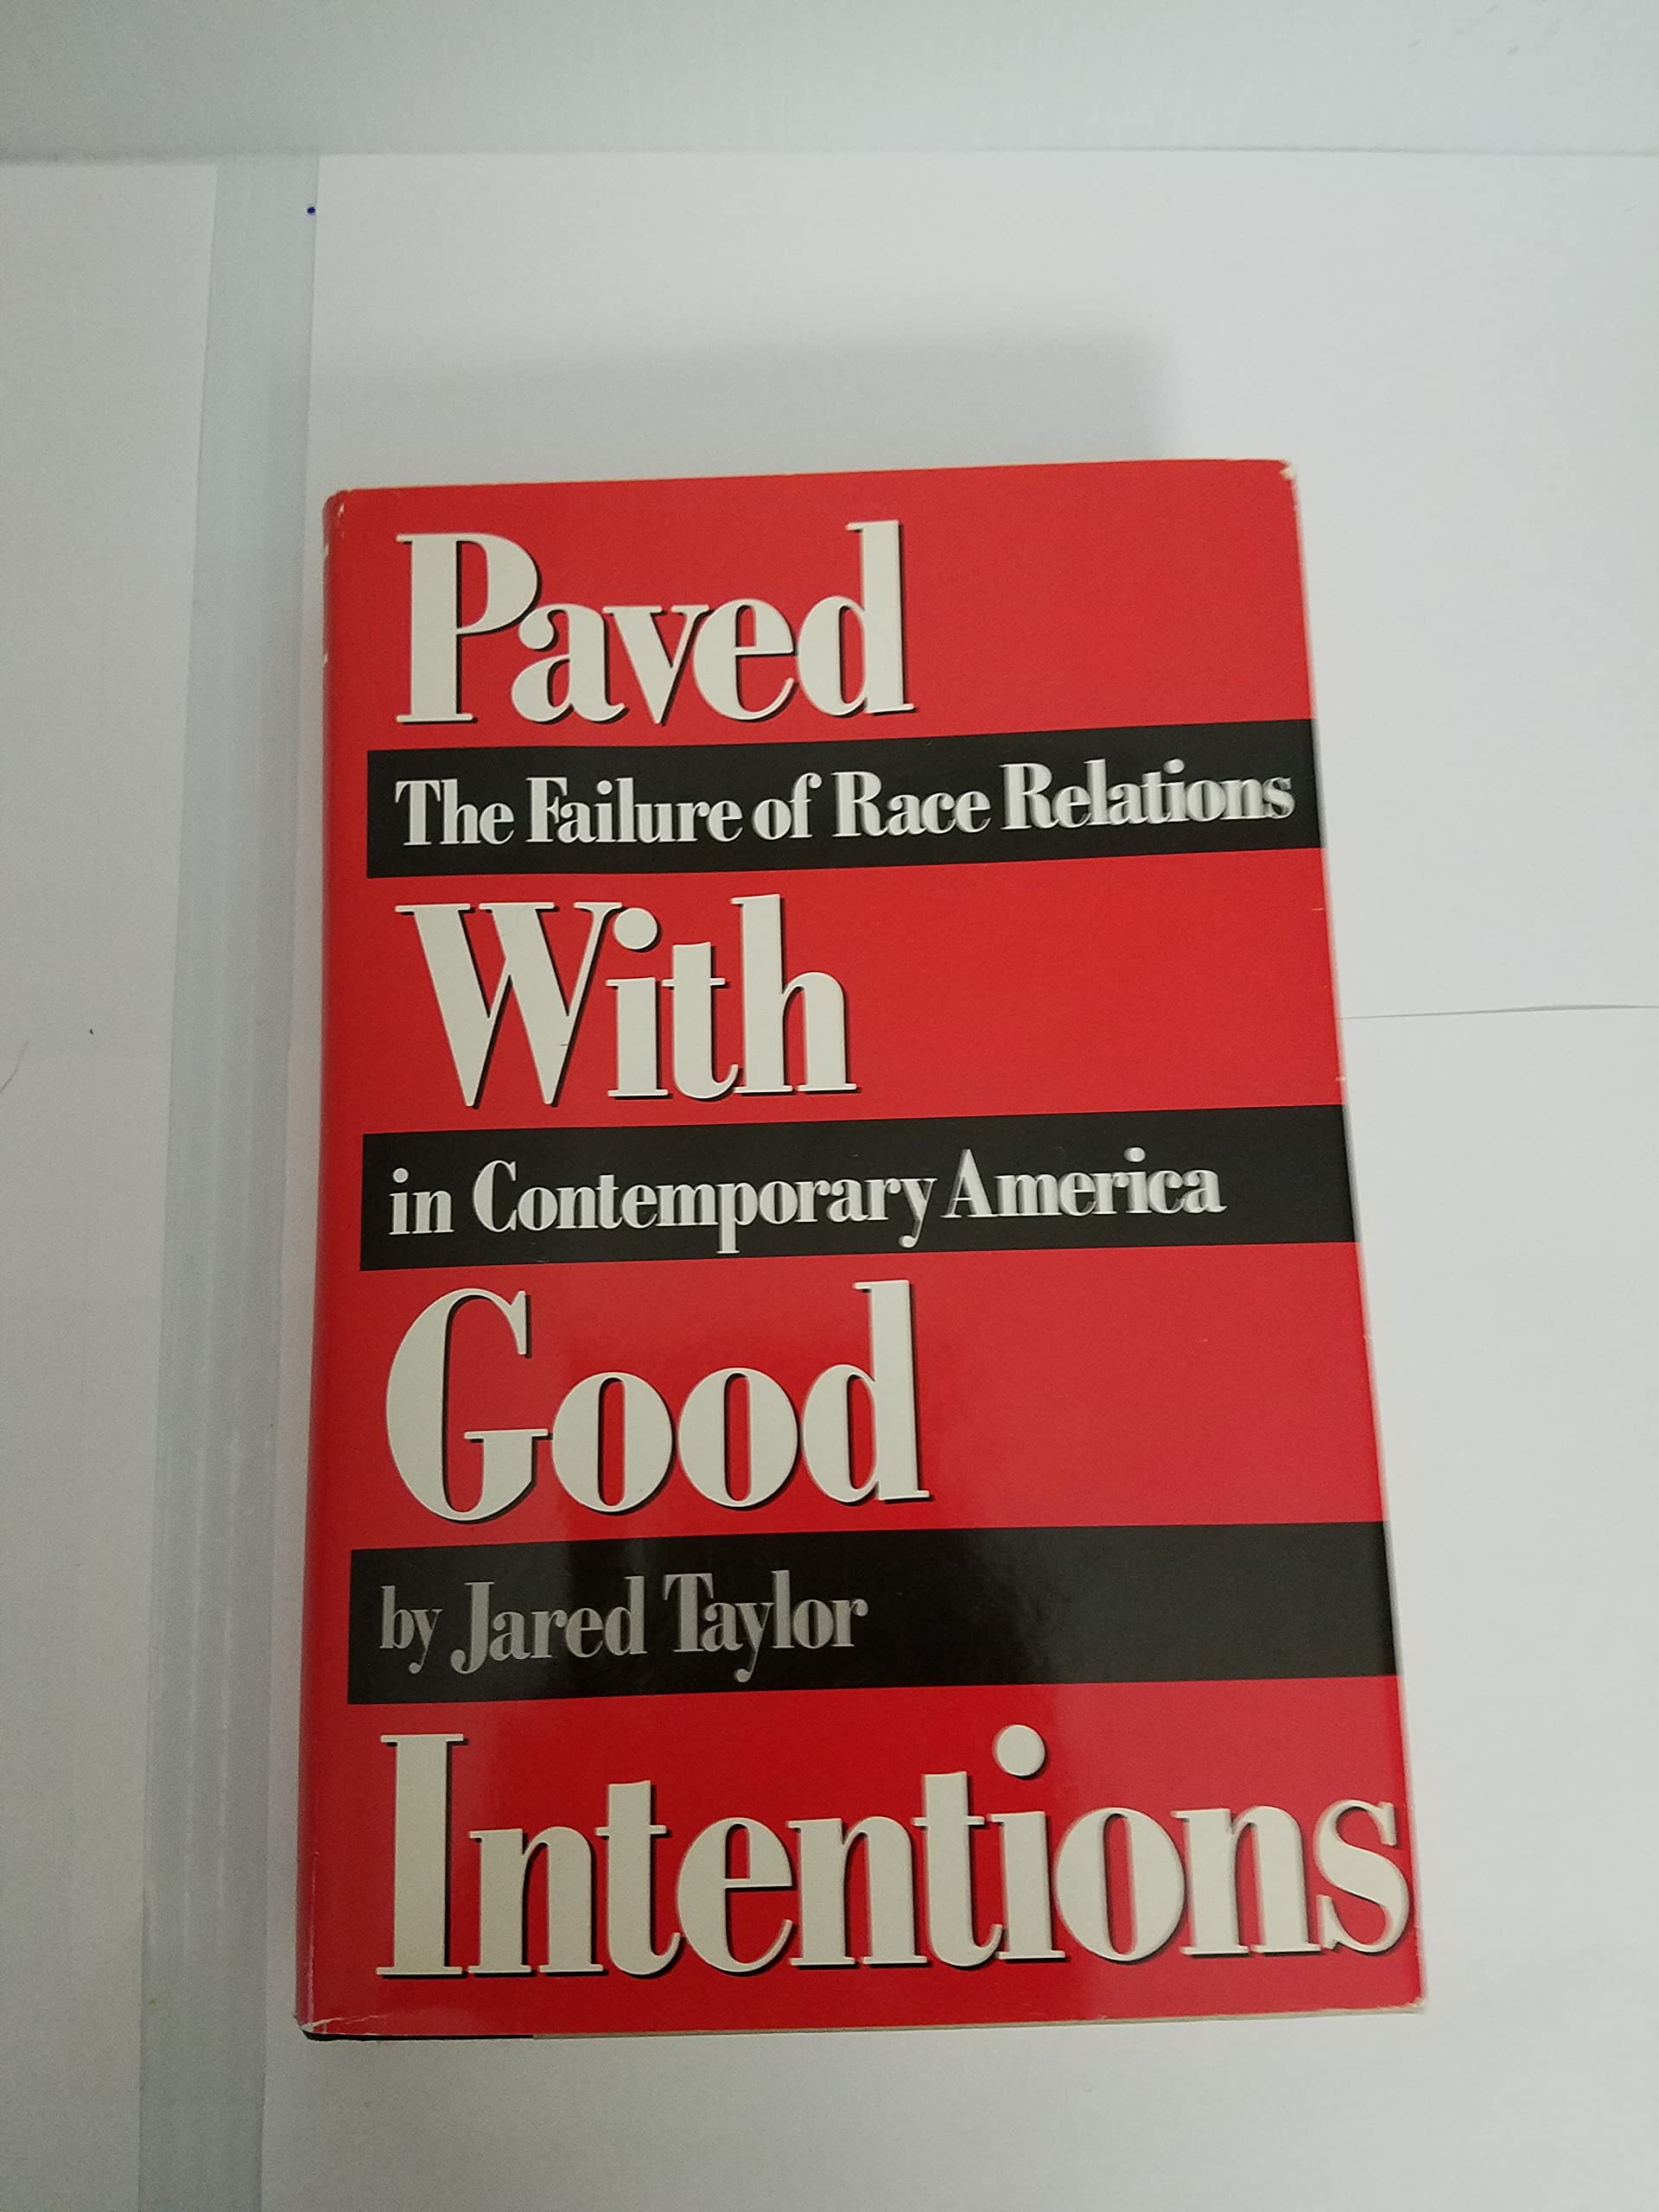 Paved
The Failure of Race Relations
With
in Contemporary America
Good
by Jared Taylor
Intentions